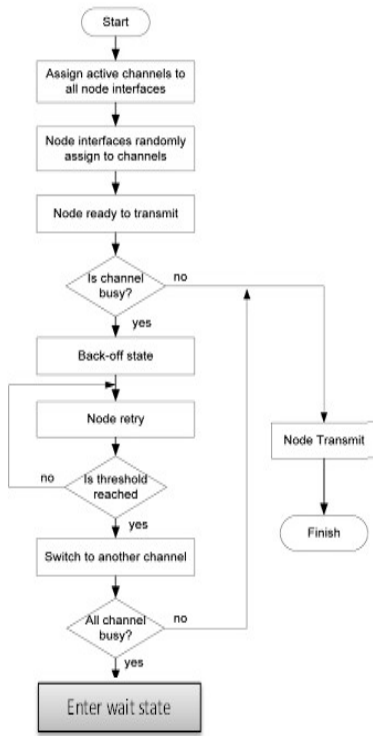 Start
Assign active channels to
all node interfaces
Node interfaces randomly
assign to channels
Node ready to transmit
Is channel
busy?
no
yes
Back-off state
Node retry
Node Transmit
Is threshold
reached
no
yes
Finish
Switch to another channel
All channel
busy?
no
yes
Enter wait state